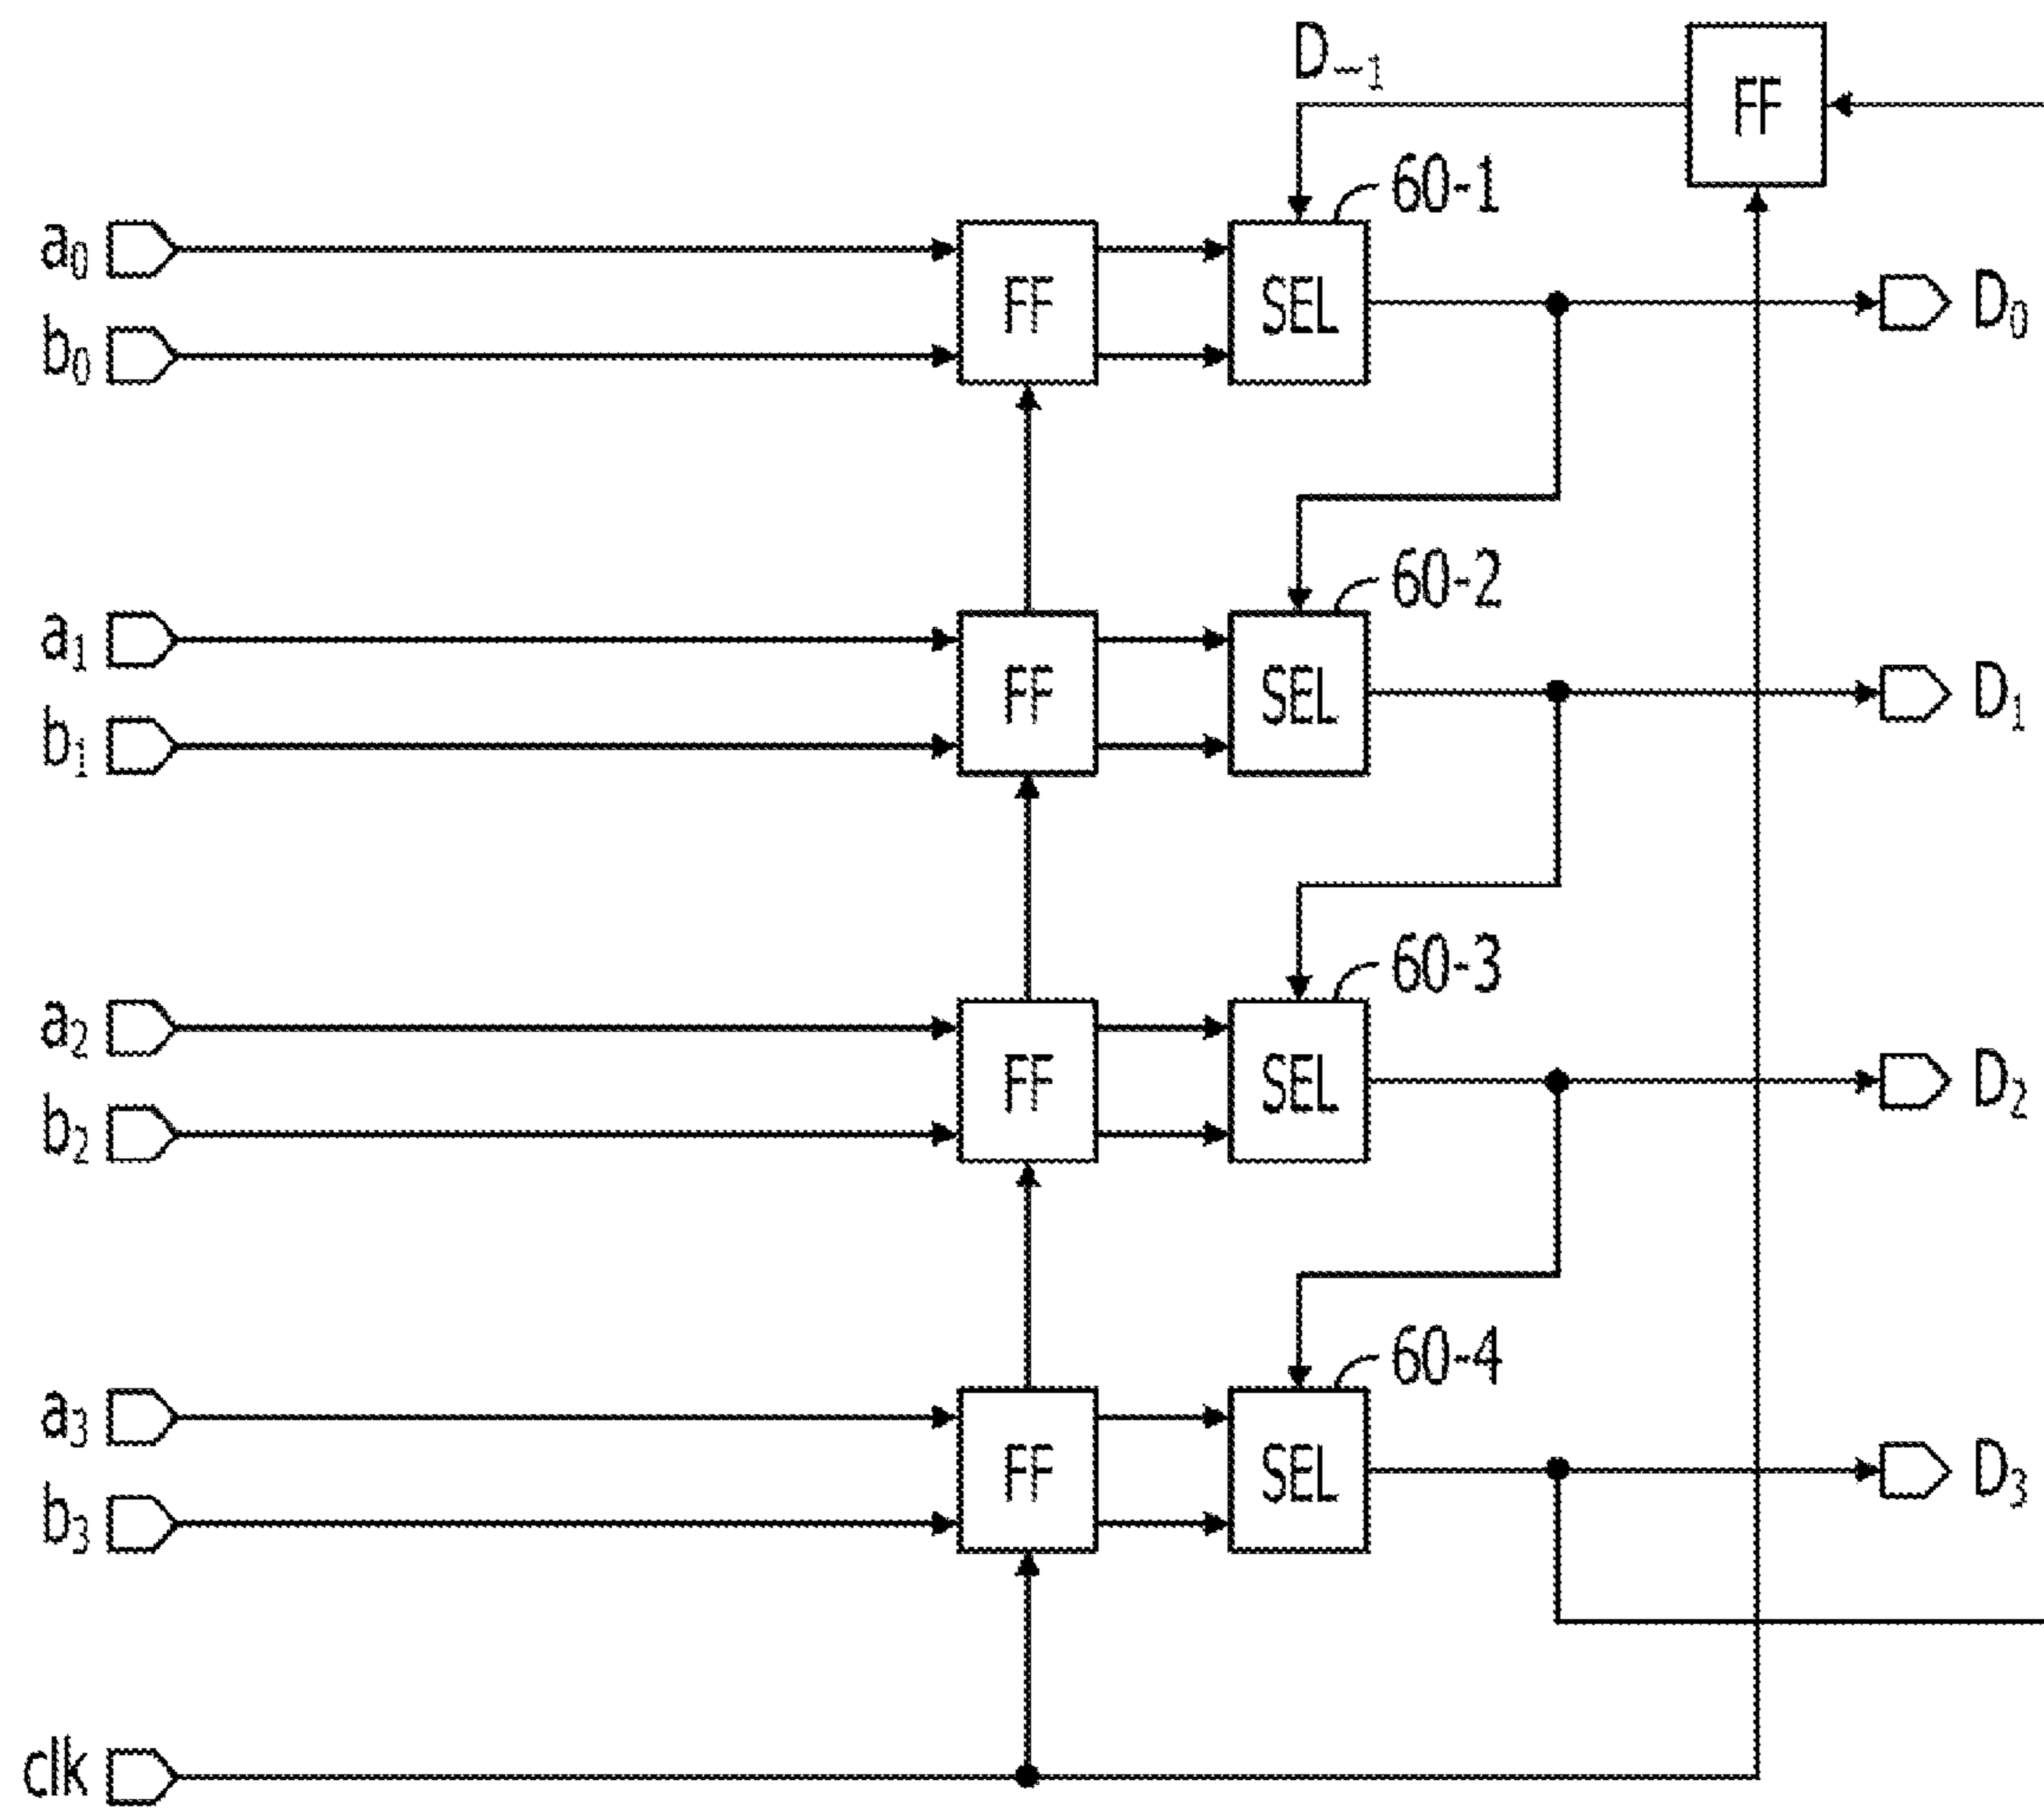 D₋₁
FF
60-1
a₀
FF
SEL
D₀
b₀
60-2
a₁
FF
SEL
D₁
b₁
60-3
a₂
FF
SEL
D₂
b₂
60-4
a₃
FF
SEL
D₃
b₃
clk